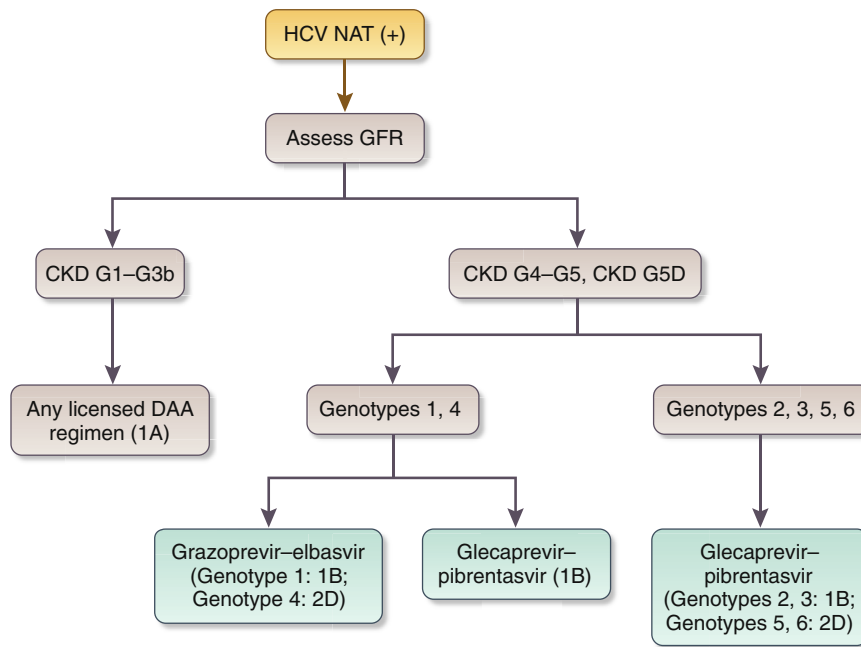 HCV NAT (+)
Assess GFR
CKD G1–G3b
CKD G4–G5, CKD G5D
Any licensed DAA
regimen (1A)
Genotypes 1, 4
Genotypes 2, 3, 5, 6
Grazoprevir–elbasvir
(Genotype 1: 1B;
Genotype 4: 2D)
Glecaprevir–
pibrentasvir (1B)
Glecaprevir–
pibrentasvir
(Genotypes 2, 3: 1B;
Genotypes 5, 6: 2D)